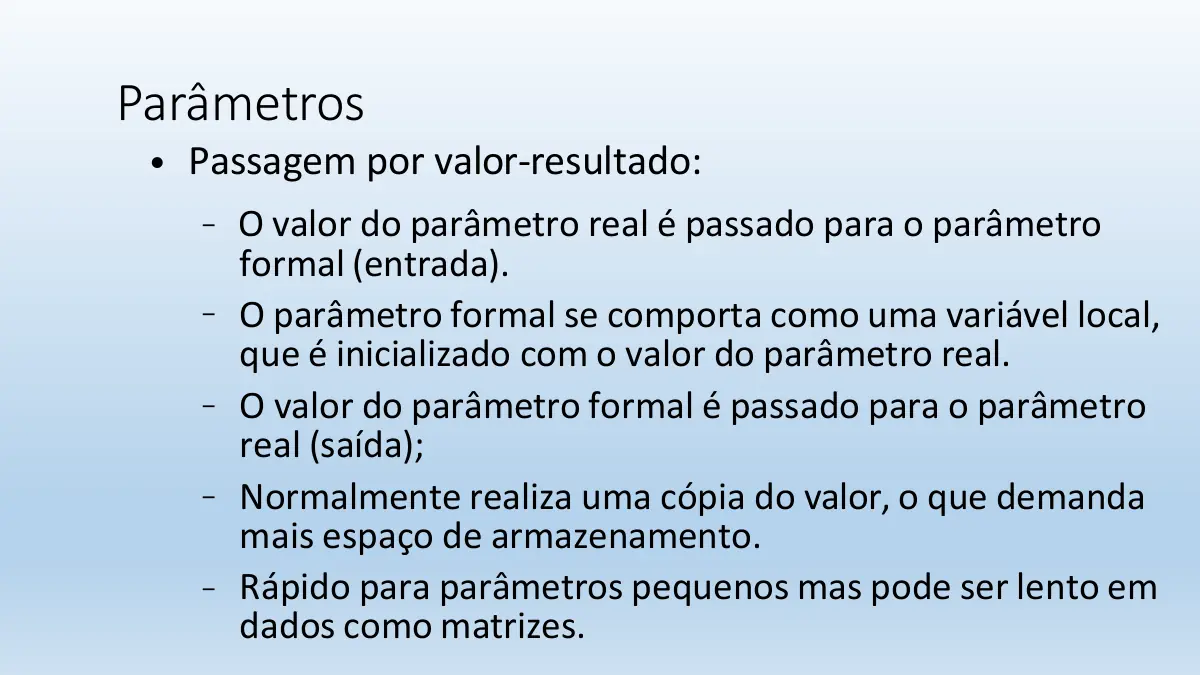 Parâmetros
• Passagem por valor-resultado:
– O valor do parâmetro real é passado para o parâmetro
formal (entrada).
– O parâmetro formal se comporta como uma variável local,
que é inicializado com o valor do parâmetro real.
– O valor do parâmetro formal é passado para o parâmetro
real (saída);
– Normalmente realiza uma cópia do valor, o que demanda
mais espaço de armazenamento.
– Rápido para parâmetros pequenos mas pode ser lento em
dados como matrizes.